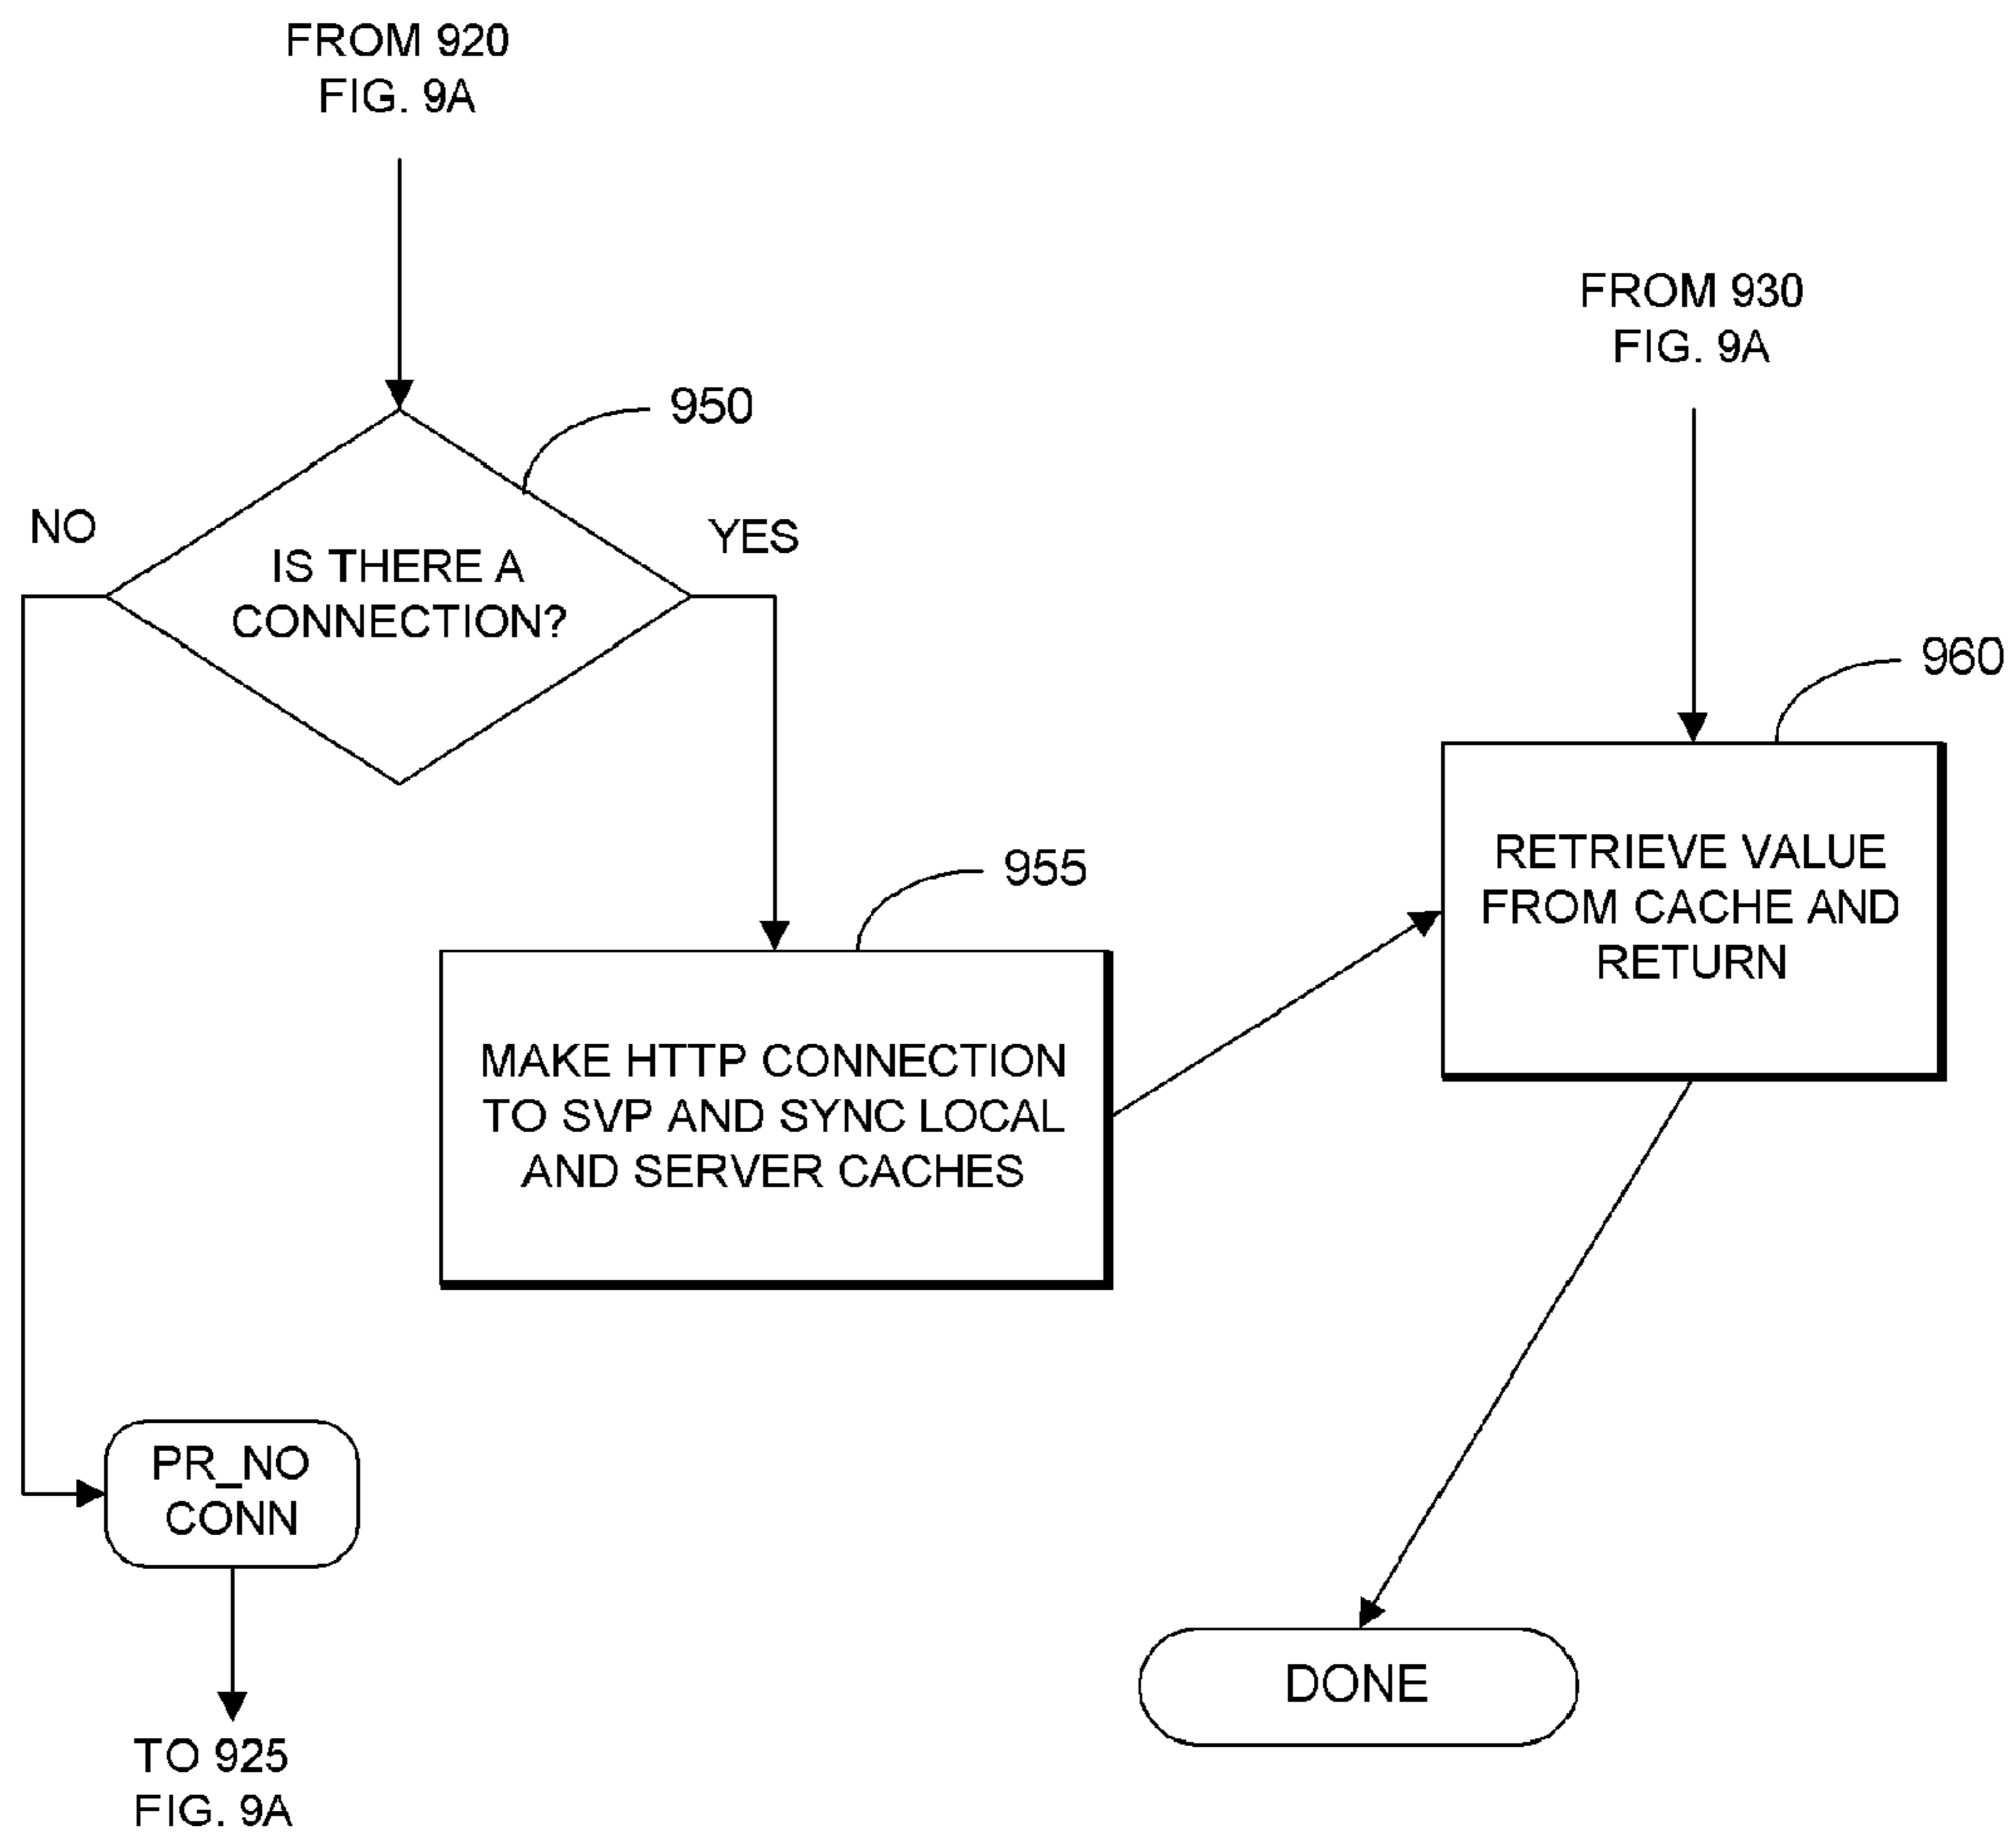 FROM 920
FIG. 9A
FROM 930
FIG. 9A
950
NO
YES
IS THERE A
CONNECTION?
960
955
RETRIEVE VALUE
FROM CACHE AND
RETURN
MAKE HTTP CONNECTION
TO SVP AND SYNC LOCAL
AND SERVER CACHES
PR_NO
CONN
DONE
TO 925
FIG. 9A